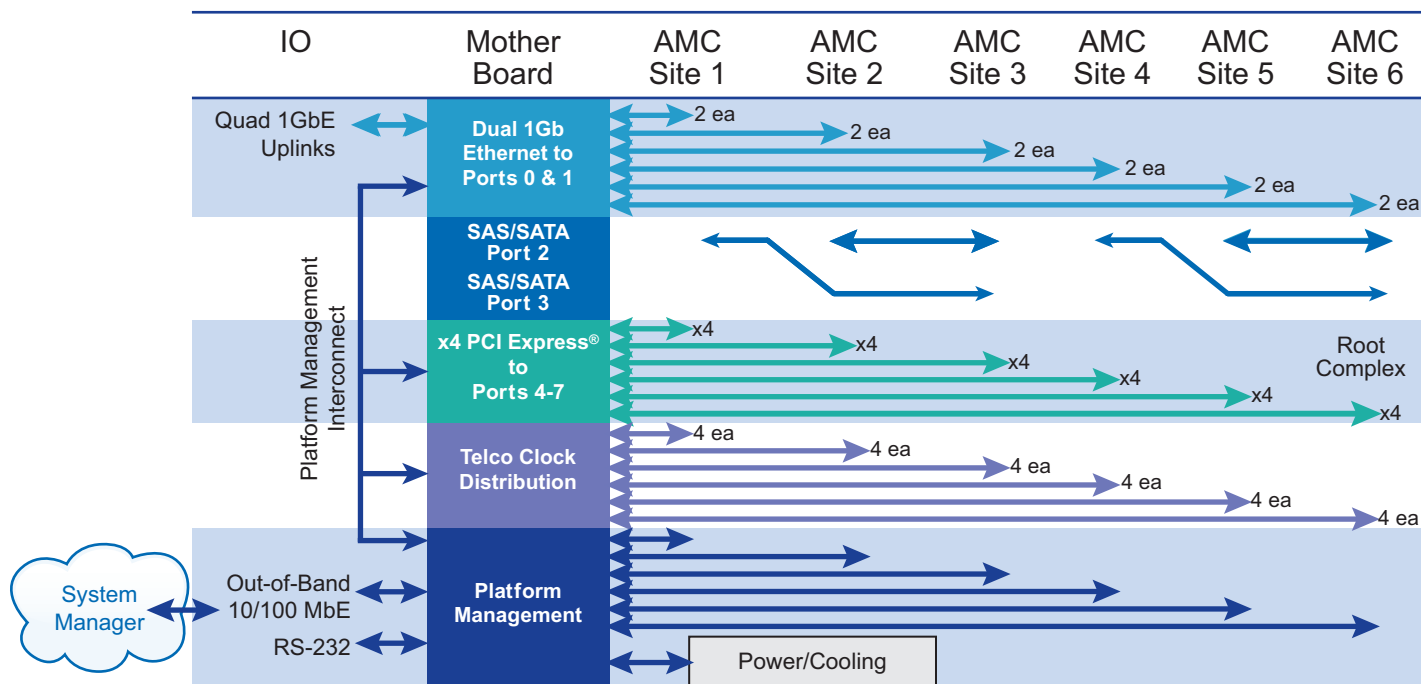 IO
Mother
Board
AMC
Site 1
AMC
Site 2
AMC
Site 3
AMC
Site 4
AMC
Site 5
AMC
Site 6
Quad 1GbE
Uplinks
Dual 1Gb
Ethernet to
Ports 0 & 1
2 ea
2 ea
2 ea
2 ea
2 ea
2 ea
Platform Management
Interconnect
SAS/SATA
Port 2
SAS/SATA
Port 3
x4 PCI Express®
to
Ports 4-7
x4
x4
x4
x4
x4
x4
Root
Complex
Telco Clock
Distribution
4 ea
4 ea
4 ea
4 ea
4 ea
4 ea
System
Manager
Out-of-Band
10/100 MbE
RS-232
Platform
Management
Power/Cooling